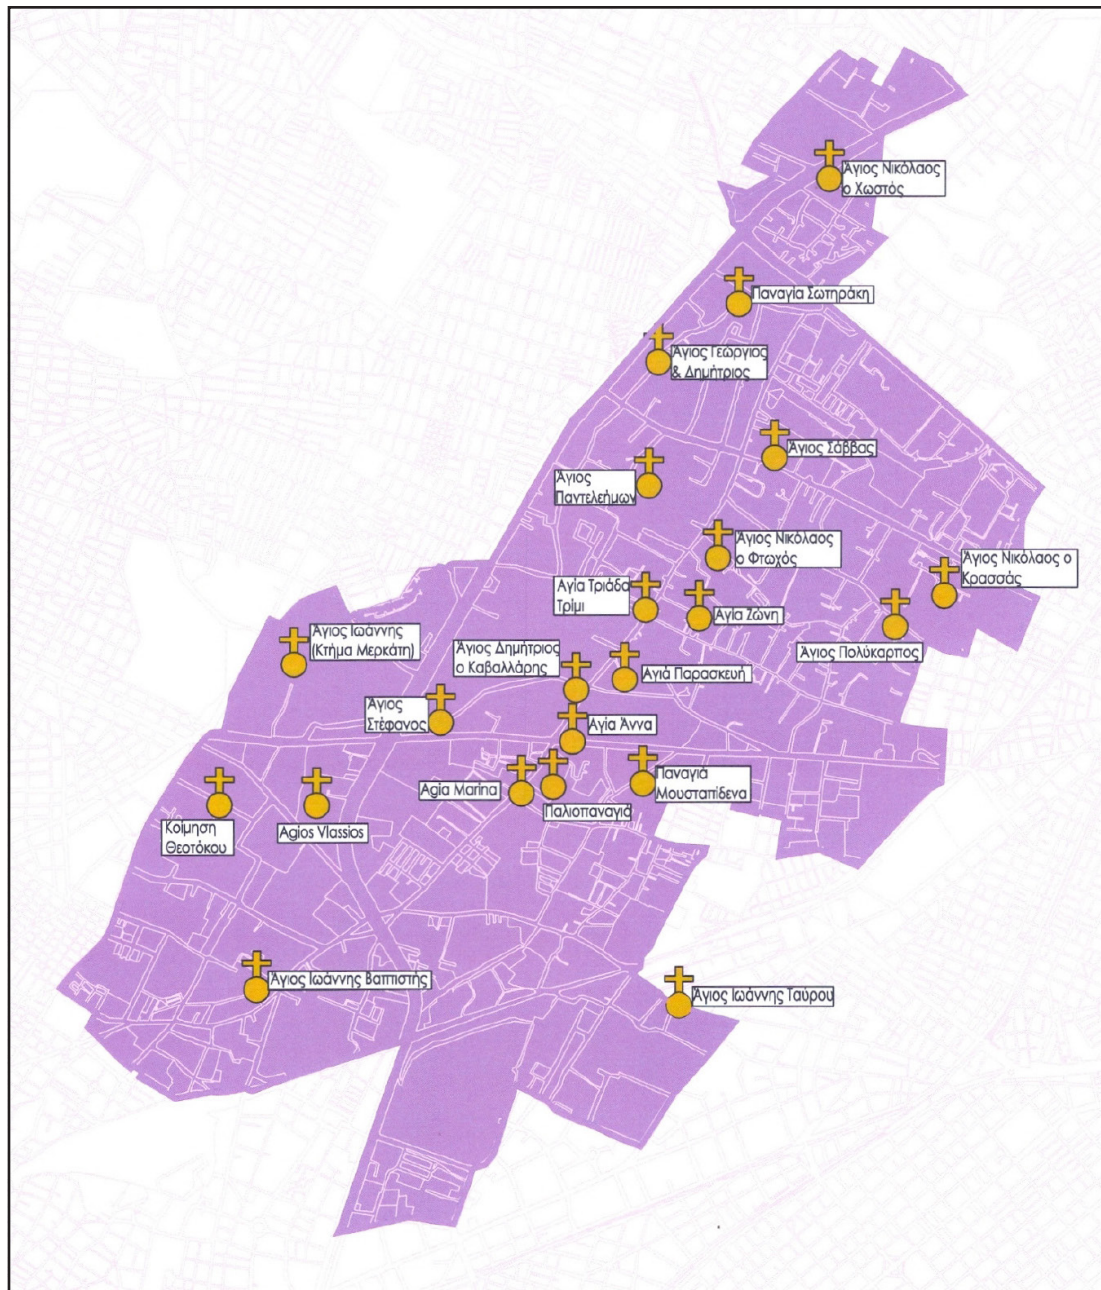 Άγιος Νικόλαος
ο Χωστός
Παναγία Σωτηράκη
Άγιος Γεώργιος
& Δημήτριος
Άγιος Σάββας
Άγιος
Παντελεήμων
Άγιος Νικόλαος
ο Φτωχός
Άγιος Νικόλαος ο
Κρασσάς
Αγία Τριάδα
Τρίμι
Αγία Ζώνη
Άγιος Πολύκαρπος
Άγιος Ιωάννης
(Κτήμα Μερκάτη)
Άγιος Δημήτριος
ο Καβαλλάρης
Αγιά Παρασκευή
Άγιος
Στέφανος
Αγία Άννα
Agia Marina
Παλιοπαναγιά
Παναγιά
Μουσταπίδενα
Κοίμηση
Θεοτόκου
Agios Vlassios
Άγιος Ιωάννης Βαπτιστής
Άγιος Ιωάννης Ταύρου